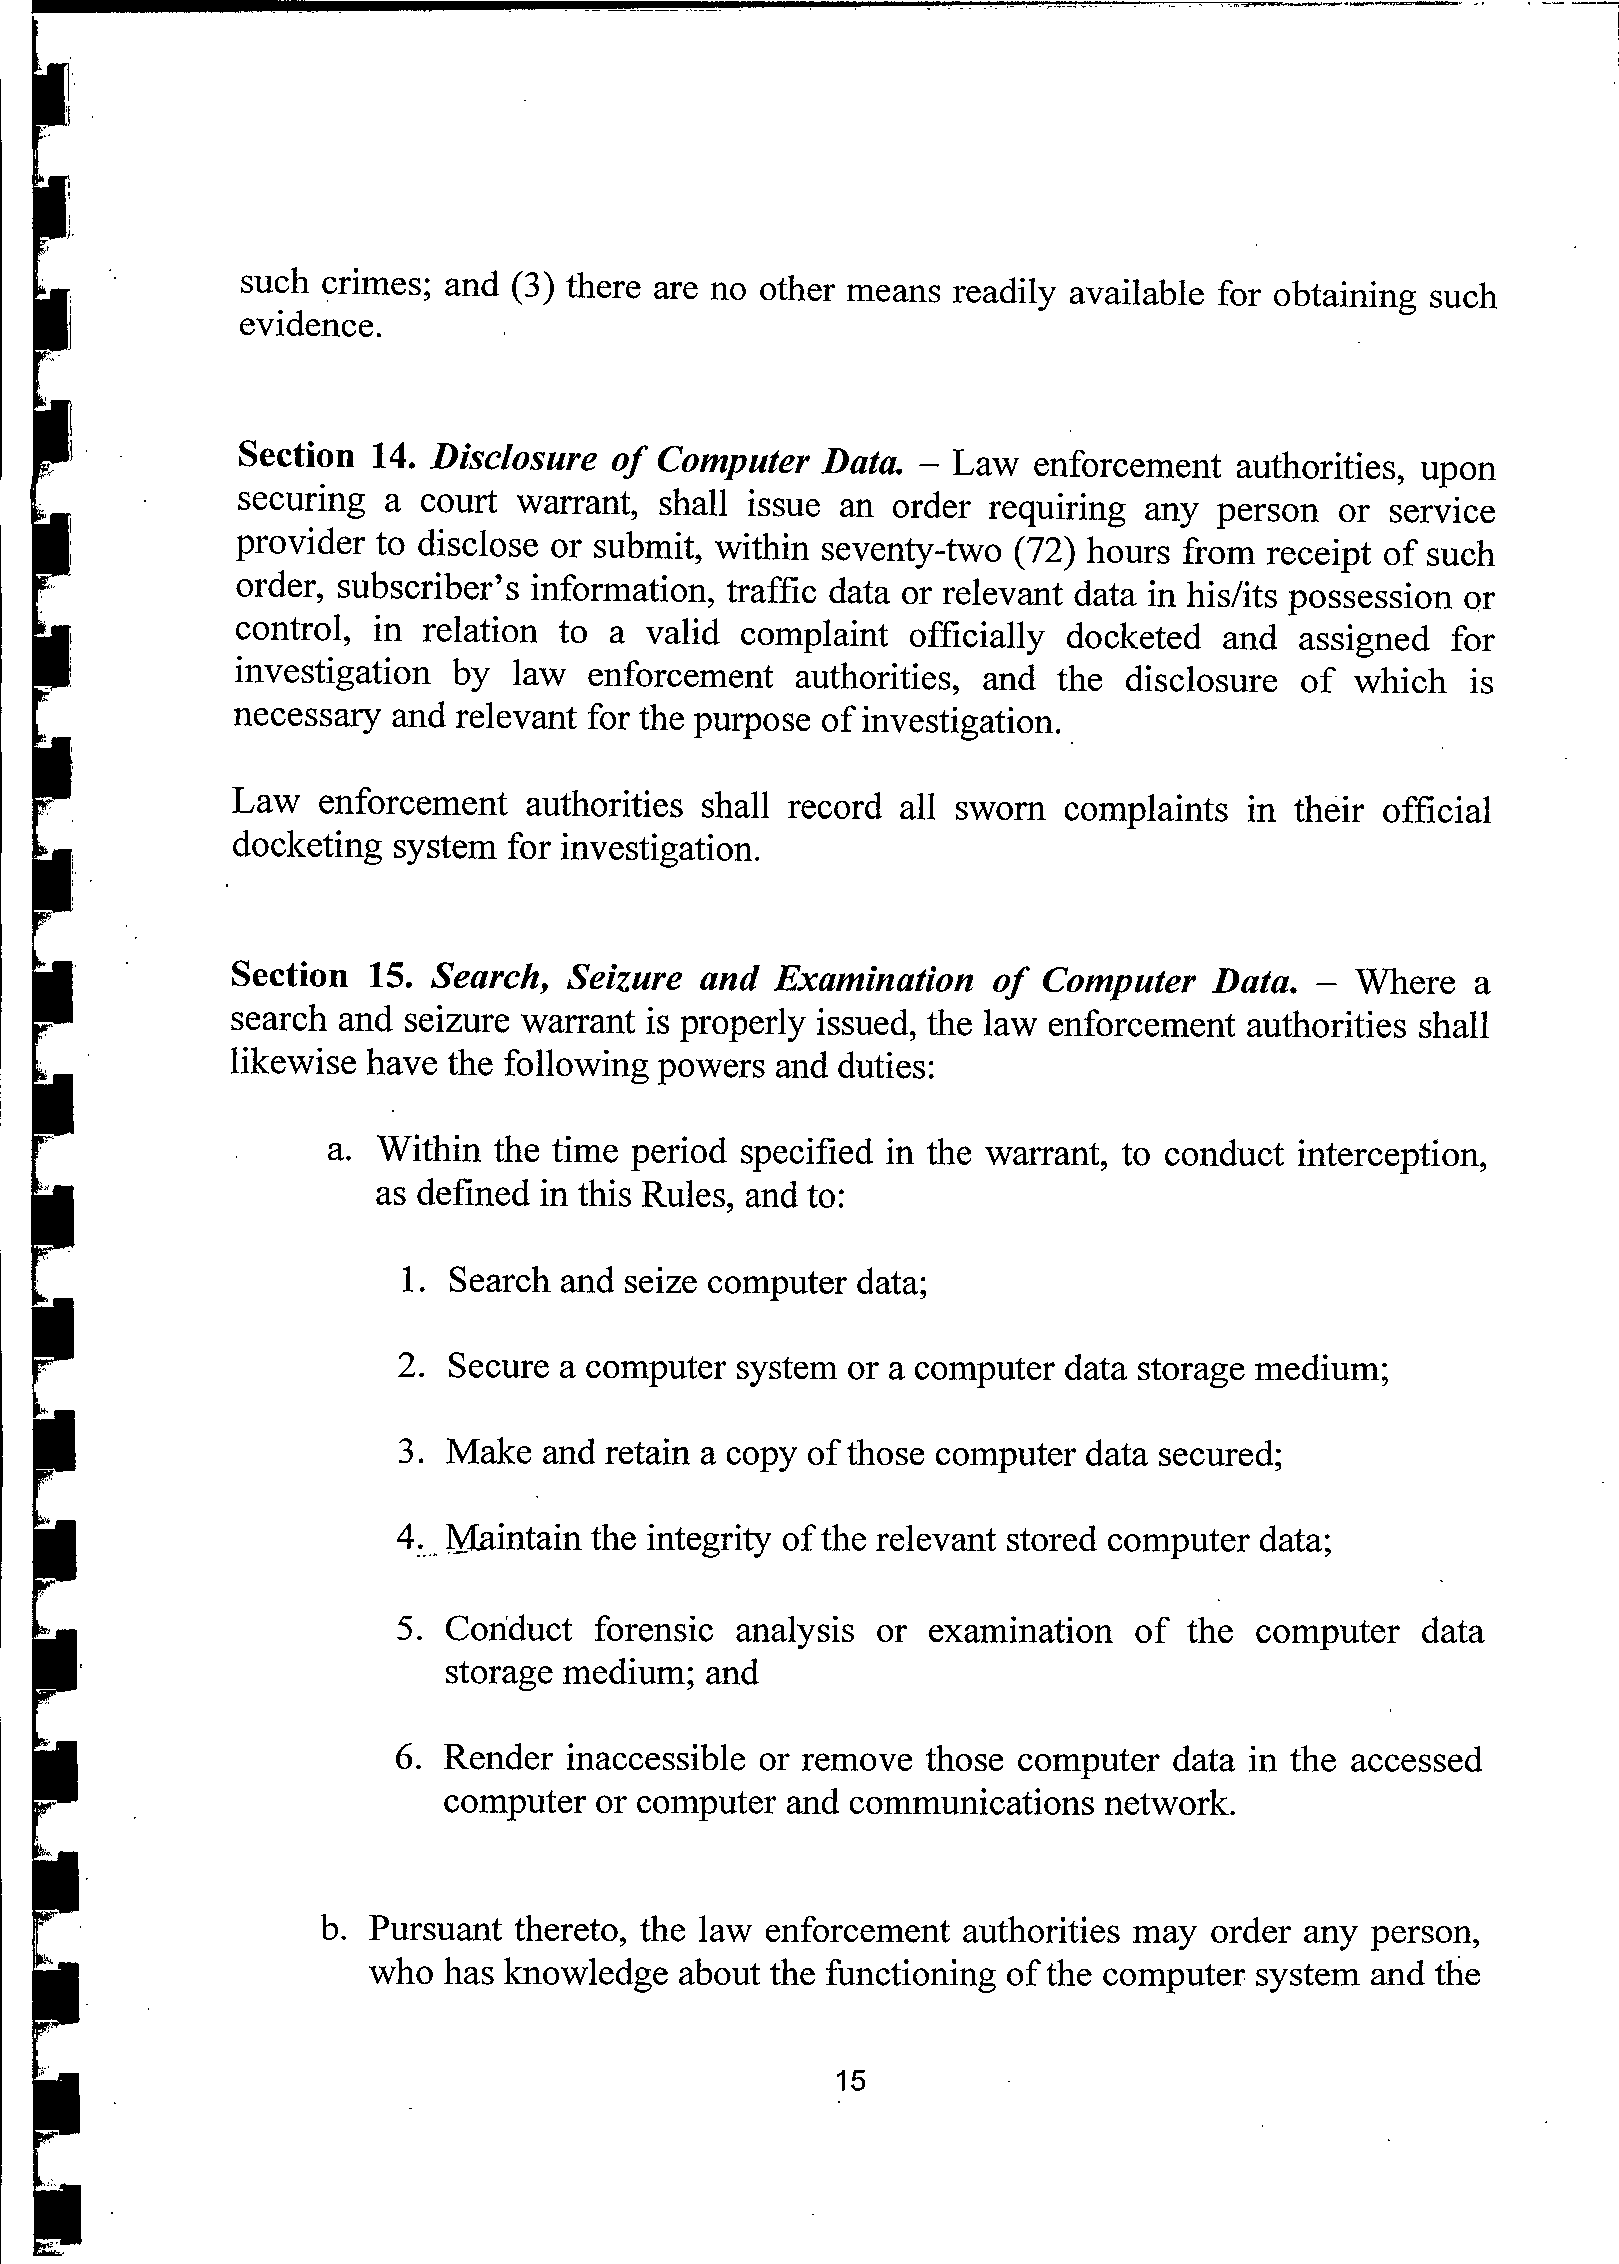 such crimes; and (3) there are no other means readily available for obtaining such
evidence.
Section 14. Disclosure of Computer Data. – Law enforcement authorities, upon
securing a court warrant, shall issue an order requiring any person or service
provider to disclose or submit, within seventy-two (72) hours from receipt of such
order, subscriber's information, traffic data or relevant data in his/its possession or
control, in relation to a valid complaint officially docketed and assigned for
investigation by law enforcement authorities, and the disclosure of which is
necessary and relevant for the purpose of investigation.
Law enforcement authorities shall record all sworn complaints in their official
docketing system for investigation.
Section 15. Search, Seizure and Examination of Computer Data. – Where a
search and seizure warrant is properly issued, the law enforcement authorities shall
likewise have the following powers and duties:
a. Within the time period specified in the warrant, to conduct interception,
as defined in this Rules, and to:
1. Search and seize computer data;
2. Secure a computer system or a computer data storage medium;
3. Make and retain a copy of those computer data secured;
4. Maintain the integrity of the relevant stored computer data;
5. Conduct forensic analysis or examination of the computer data
storage medium; and
6. Render inaccessible or remove those computer data in the accessed
computer or computer and communications network.
b. Pursuant thereto, the law enforcement authorities may order any person,
who has knowledge about the functioning of the computer system and the
15